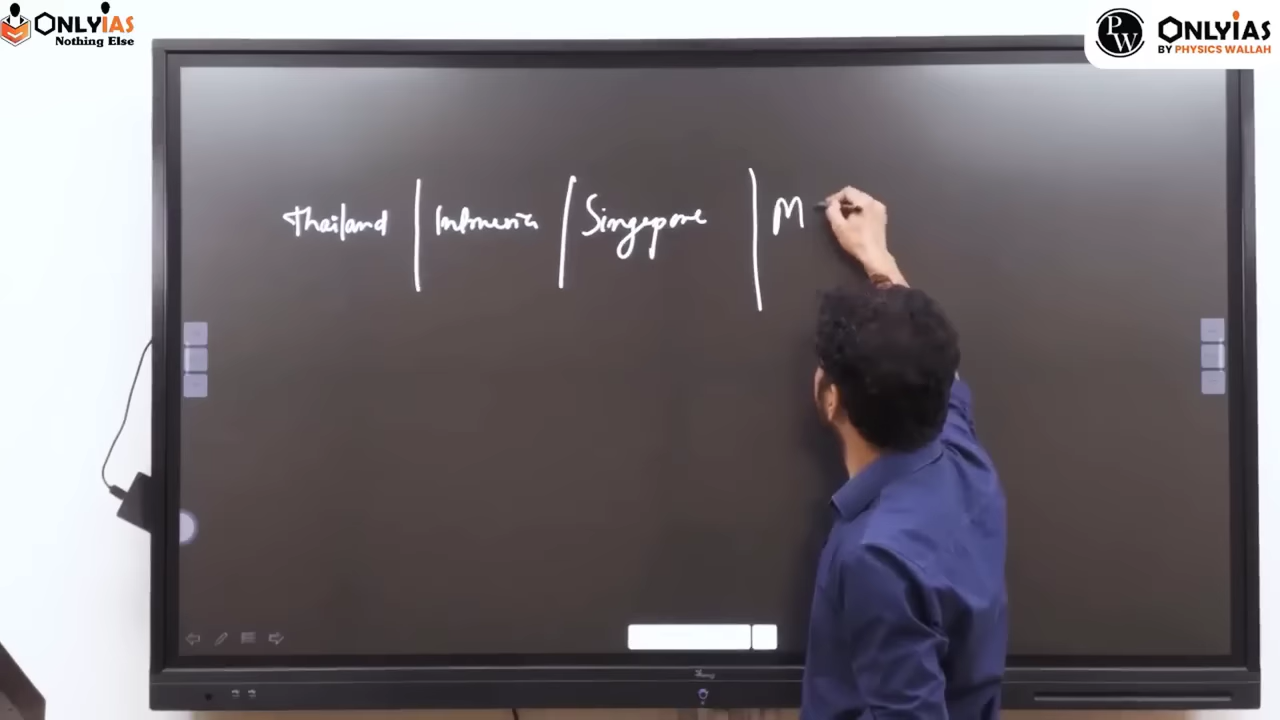 ONLYIAS
Nothing Else
PW
ONLYIAS
BY PHYSICS WALLAH
Thailand | Indonesia | Singapore | M